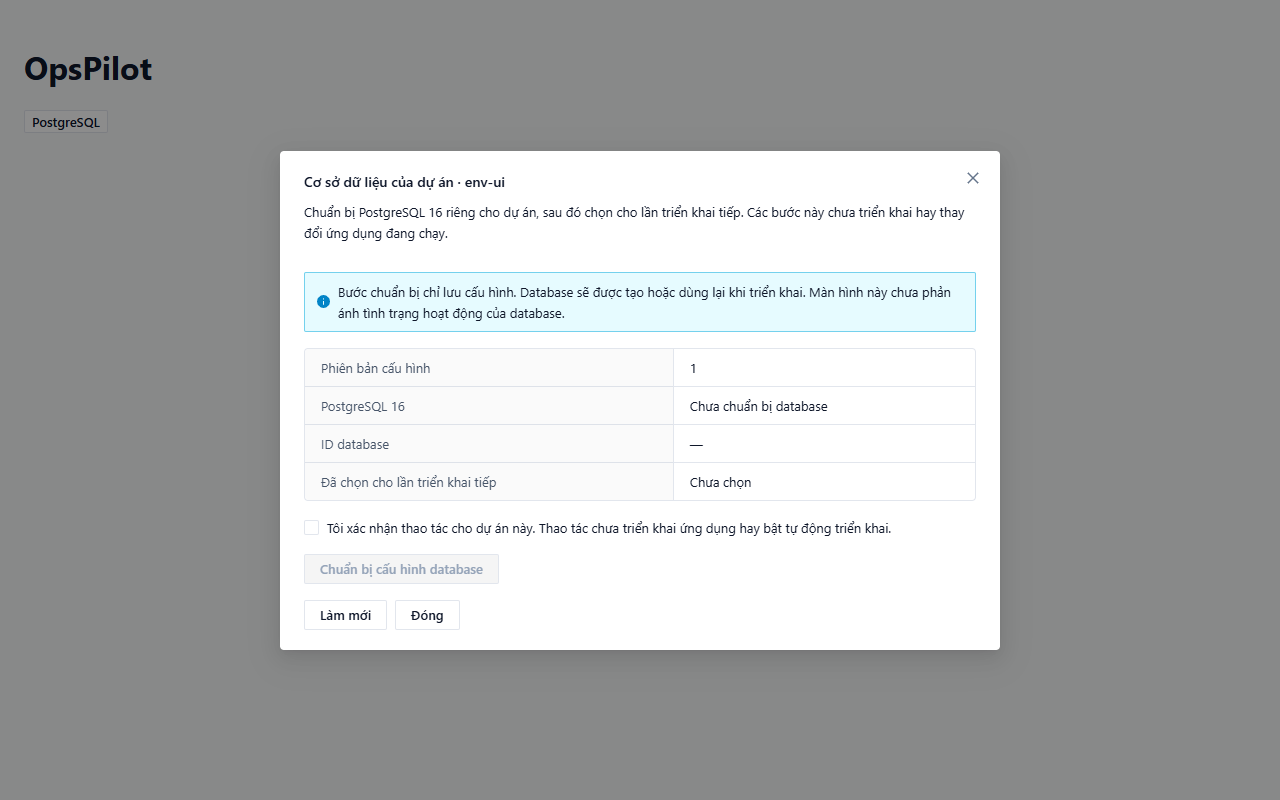 OpsPilot
PostgreSQL
Cơ sở dữ liệu của dự án · env-ui
Chuẩn bị PostgreSQL 16 riêng cho dự án, sau đó chọn cho lần triển khai tiếp. Các bước này chưa triển khai hay thay
đổi ứng dụng đang chạy.
Bước chuẩn bị chỉ lưu cấu hình. Database sẽ được tạo hoặc dùng lại khi triển khai. Màn hình này chưa phản
ánh tình trạng hoạt động của database.
Phiên bản cấu hình 1
PostgreSQL 16 Chưa chuẩn bị database
ID database —
Đã chọn cho lần triển khai tiếp Chưa chọn
Tôi xác nhận thao tác cho dự án này. Thao tác chưa triển khai ứng dụng hay bật tự động triển khai.
Chuẩn bị cấu hình database
Làm mới Đóng